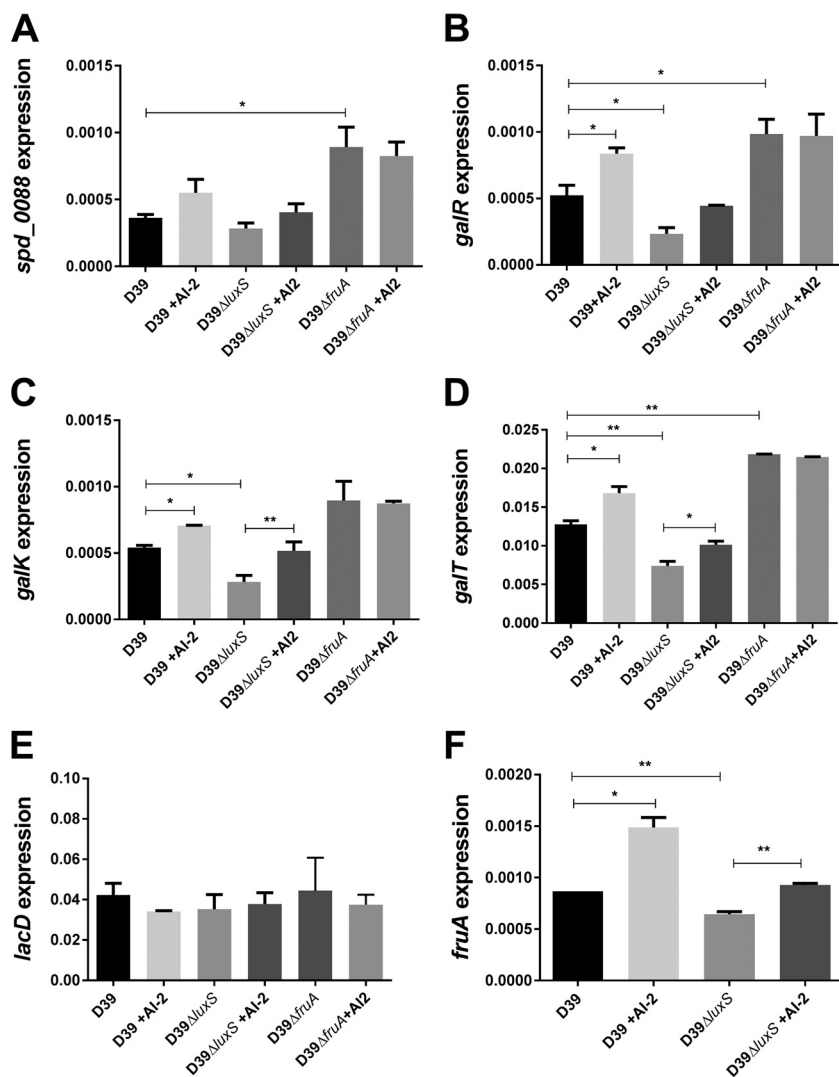 A
spd_0088 expression
0.0015
0.0010
0.0005
0.0000
*
D39
D39 +AI-2
D39ΔluxS
D39ΔluxS +AI2
D39ΔfruA
D39ΔfruA +AI2
B
galR expression
0.0015
0.0010
0.0005
0.0000
*
*
*
D39
D39+AI-2
D39ΔluxS
D39ΔluxS +AI2
D39ΔfruA
D39ΔfruA +AI2
C
galK expression
0.0015
0.0010
0.0005
0.0000
*
*
**
D39
D39 +AI-2
D39ΔluxS
D39ΔluxS +AI2
D39ΔfruA
D39ΔfruA+AI2
D
galT expression
0.025
0.020
0.015
0.010
0.005
0.000
**
**
*
*
D39
D39 +AI-2
D39ΔluxS
D39ΔluxS +AI2
D39ΔfruA
D39ΔfruA+AI2
E
lacD expression
0.10
0.08
0.06
0.04
0.02
0.00
D39
D39 +AI-2
D39ΔluxS
D39ΔluxS +AI-2
D39ΔfruA
D39ΔfruA+AI2
F
fruA expression
0.0020
0.0015
0.0010
0.0005
0.0000
**
*
**
D39
D39 +AI-2
D39ΔluxS
D39ΔluxS +AI-2